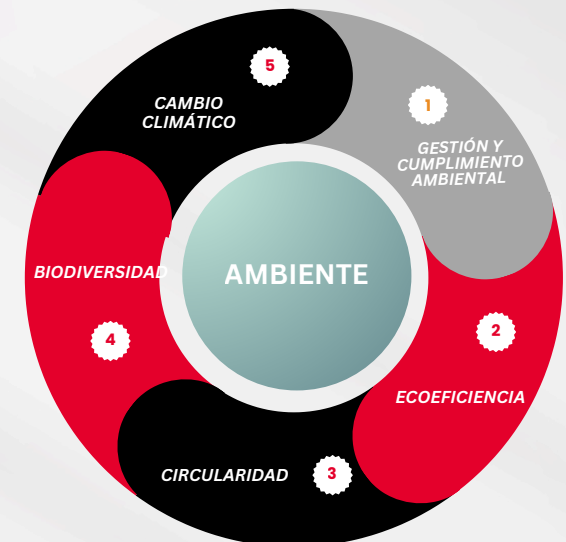 AMBIENTE
1
GESTIÓN Y
CUMPLIMIENTO
AMBIENTAL
2
ECOEFICIENCIA
3
CIRCULARIDAD
4
BIODIVERSIDAD
5
CAMBIO
CLIMÁTICO